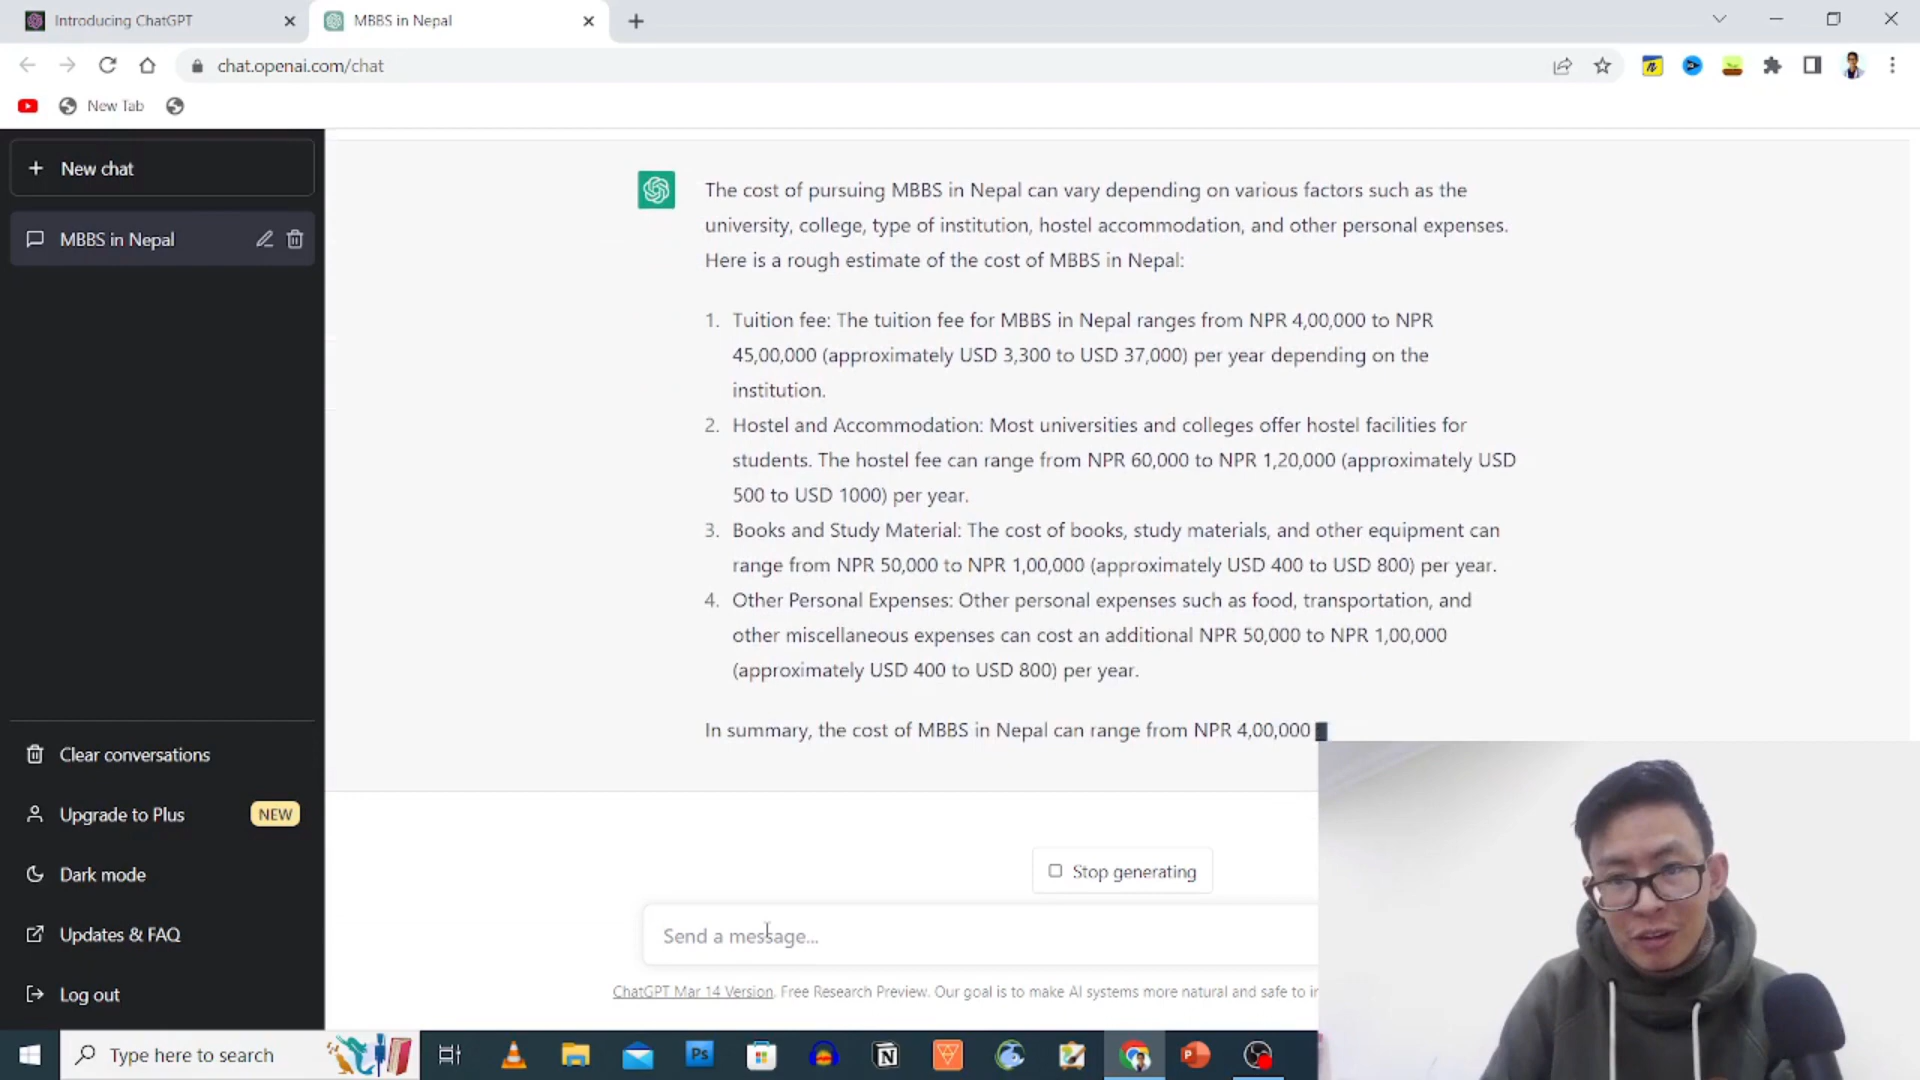 Introducing ChatGPT
MBBS in Nepal
chat.openai.com/chat
New Tab
New chat
MBBS in Nepal
The cost of pursuing MBBS in Nepal can vary depending on various factors such as the
university, college, type of institution, hostel accommodation, and other personal expenses.
Here is a rough estimate of the cost of MBBS in Nepal:
1. Tuition fee: The tuition fee for MBBS in Nepal ranges from NPR 4,00,000 to NPR
45,00,000 (approximately USD 3,300 to USD 37,000) per year depending on the
institution.
2. Hostel and Accommodation: Most universities and colleges offer hostel facilities for
students. The hostel fee can range from NPR 60,000 to NPR 1,20,000 (approximately USD
500 to USD 1000) per year.
3. Books and Study Material: The cost of books, study materials, and other equipment can
range from NPR 50,000 to NPR 1,00,000 (approximately USD 400 to USD 800) per year.
4. Other Personal Expenses: Other personal expenses such as food, transportation, and
other miscellaneous expenses can cost an additional NPR 50,000 to NPR 1,00,000
(approximately USD 400 to USD 800) per year.
In summary, the cost of MBBS in Nepal can range from NPR 4,00,000
Clear conversations
Upgrade to Plus
NEW
Dark mode
Updates & FAQ
Log out
Stop generating
Send a message...
ChatGPT Mar 14 Version. Free Research Preview. Our goal is to make AI systems more natural and safe to
Type here to search
Ps